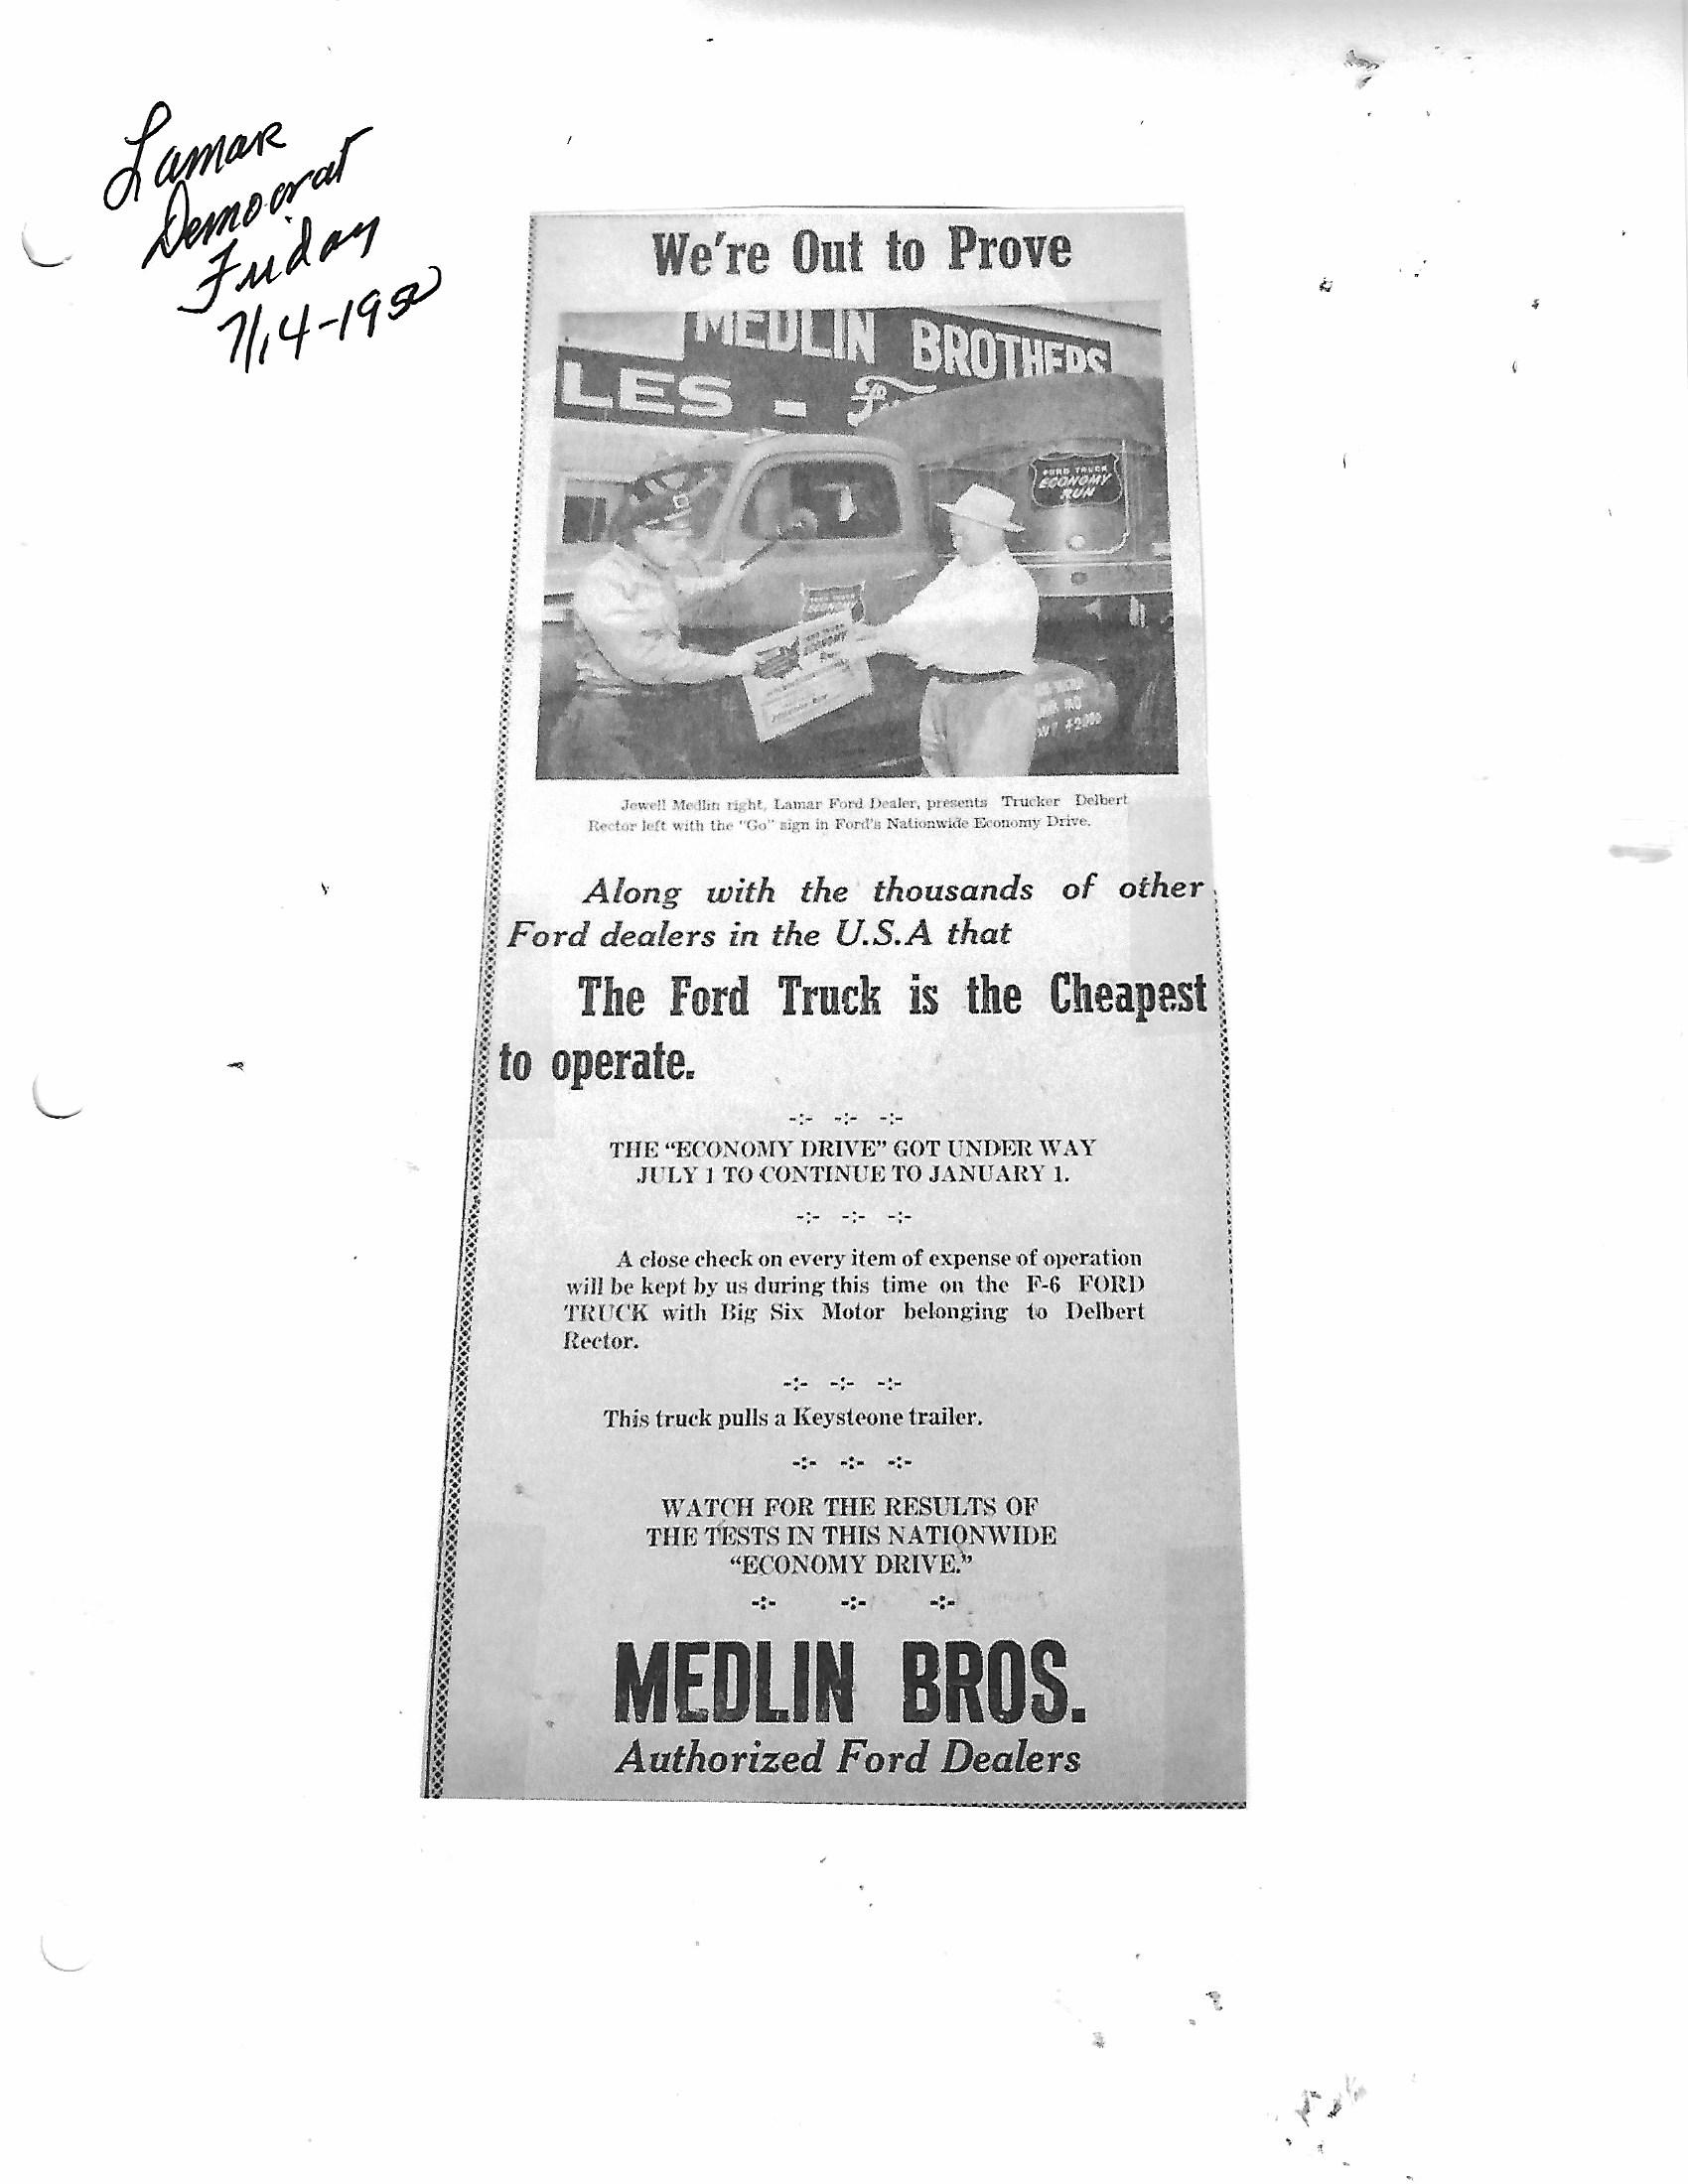 Lamar
Democrat
Friday
7/14-1950
We're Out to Prove
MEDLIN BROTHERS
LES - Fo
FORD TRUCK
ECONOMY
RUN
ECONOMY
Jewell Medlin right, Lamar Ford Dealer, presents Trucker Delbert
Rector left with the "Go" sign in Ford's Nationwide Economy Drive.
Along with the thousands of other
Ford dealers in the U.S.A that
The Ford Truck is the Cheapest
to operate.
-:- -:- -:-
THE "ECONOMY DRIVE" GOT UNDER WAY
JULY 1 TO CONTINUE TO JANUARY 1.
-:- -:- -:-
A close check on every item of expense of operation
will be kept by us during this time on the F-6 FORD
TRUCK with Big Six Motor belonging to Delbert
Rector.
-:- -:- -:-
This truck pulls a Keysteone trailer.
-:- -:- -:-
WATCH FOR THE RESULTS OF
THE TESTS IN THIS NATIONWIDE
"ECONOMY DRIVE."
-:- -:- -:-
MEDLIN BROS.
Authorized Ford Dealers